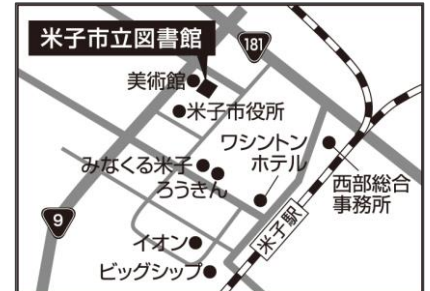 米子市立図書館
181
美術館
米子市役所
ワシントン
ホテル
みなくる米子
ろうきん
西部総合
事務所
9
米子駅
イオン
ビッグシップ